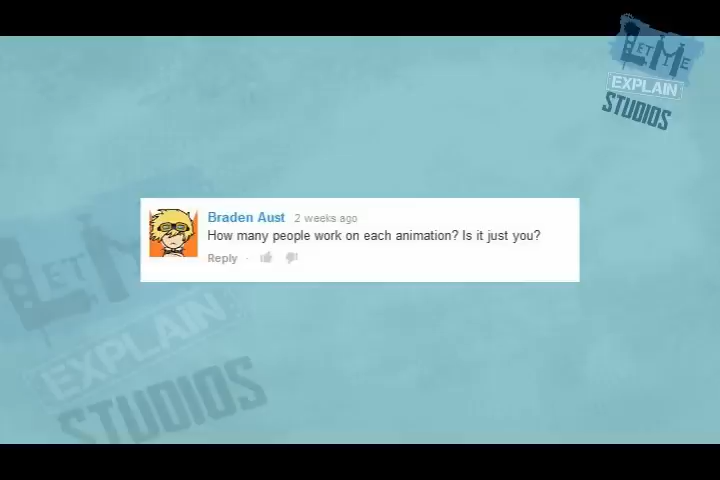 LET ME
EXPLAIN
STUDIOS
Braden Aust 2 weeks ago
How many people work on each animation? Is it just you?
Reply ·
LET ME
EXPLAIN
STUDIOS